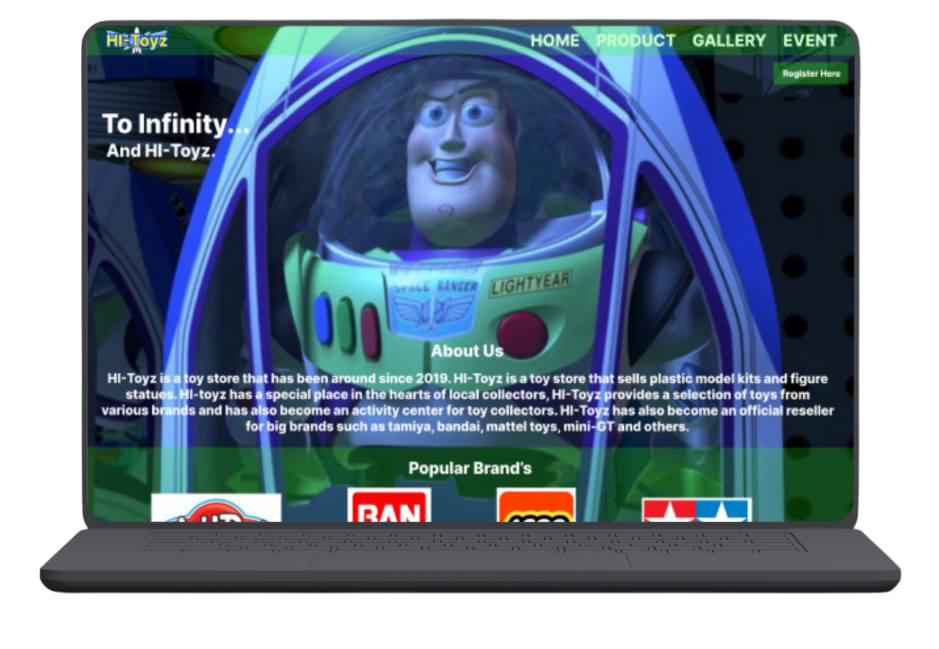 HI-Toyz
HOME PRODUCT GALLERY EVENT
Register Here
To Infinity...
And HI-Toyz.
SPACE RANGER
LIGHTYEAR
About Us
HI-Toyz is a toy store that has been around since 2019. HI-Toyz is a toy store that sells plastic model kits and figure
statues. HI-toyz has a special place in the hearts of local collectors, HI-Toyz provides a selection of toys from
various brands and has also become an activity center for toy collectors. HI-Toyz has also become an official reseller
for big brands such as tamiya, bandai, mattel toys, mini-GT and others.
Popular Brand's
BAN